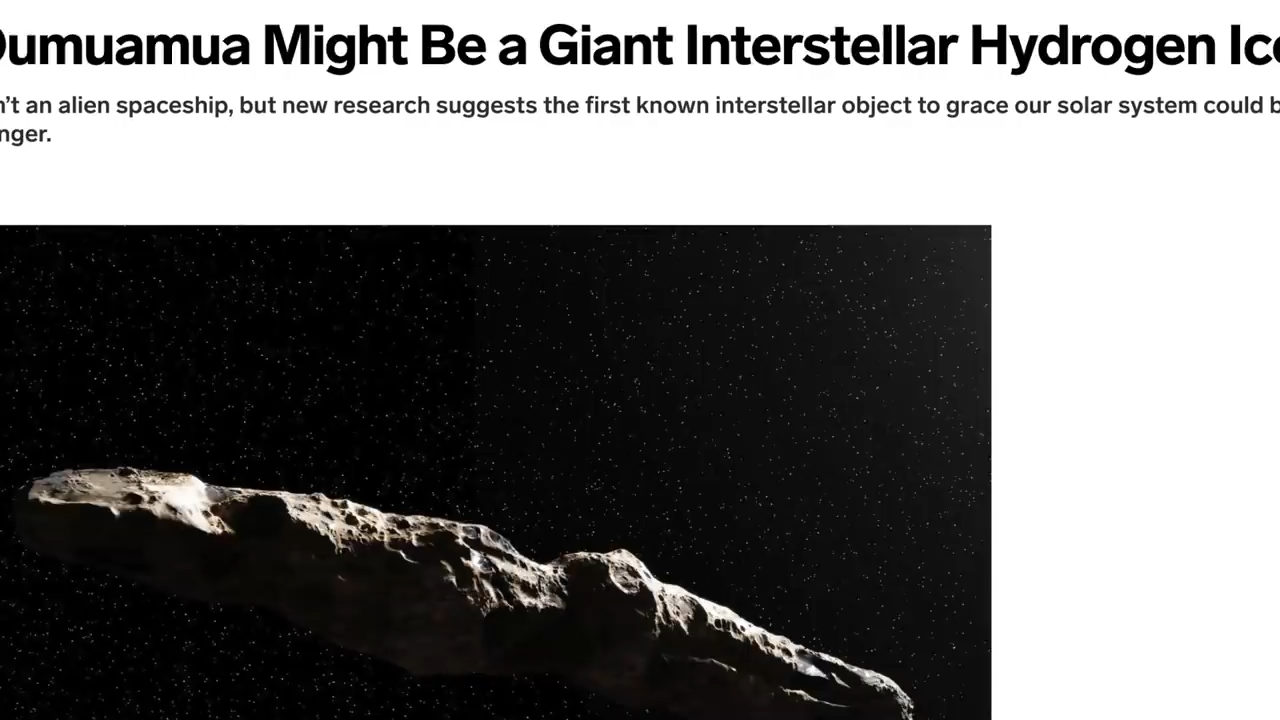 Oumuamua Might Be a Giant Interstellar Hydrogen Ice
n't an alien spaceship, but new research suggests the first known interstellar object to grace our solar system could b
nger.